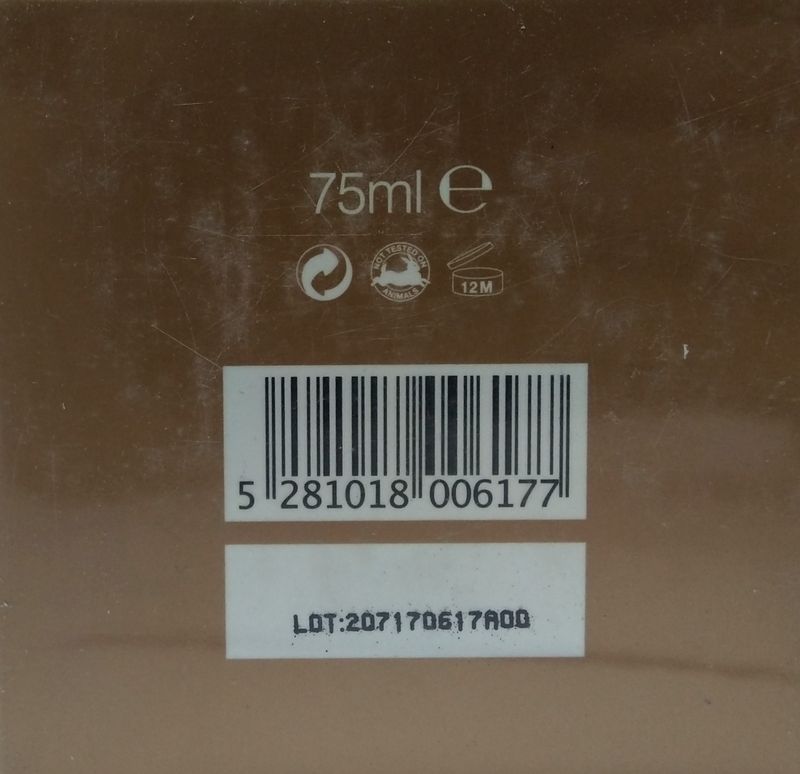 75ml e
NOT TESTED ON ANIMALS
12M
5 281018 006177
LOT:207170617A00